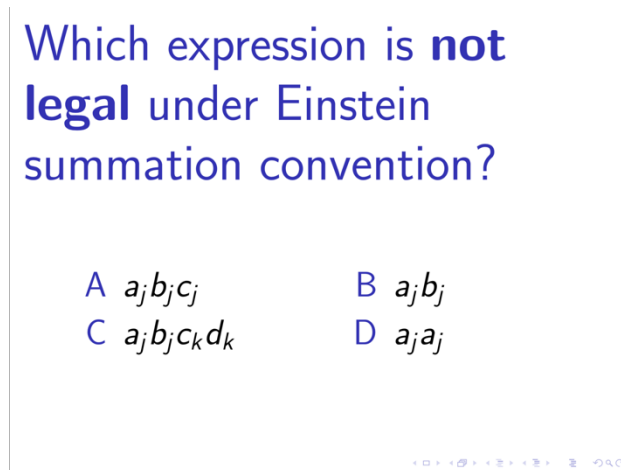 Which expression is not
legal under Einstein
summation convention?
A a_j b_j c_j B a_j b_j
C a_j b_j c_k d_k D a_j a_j